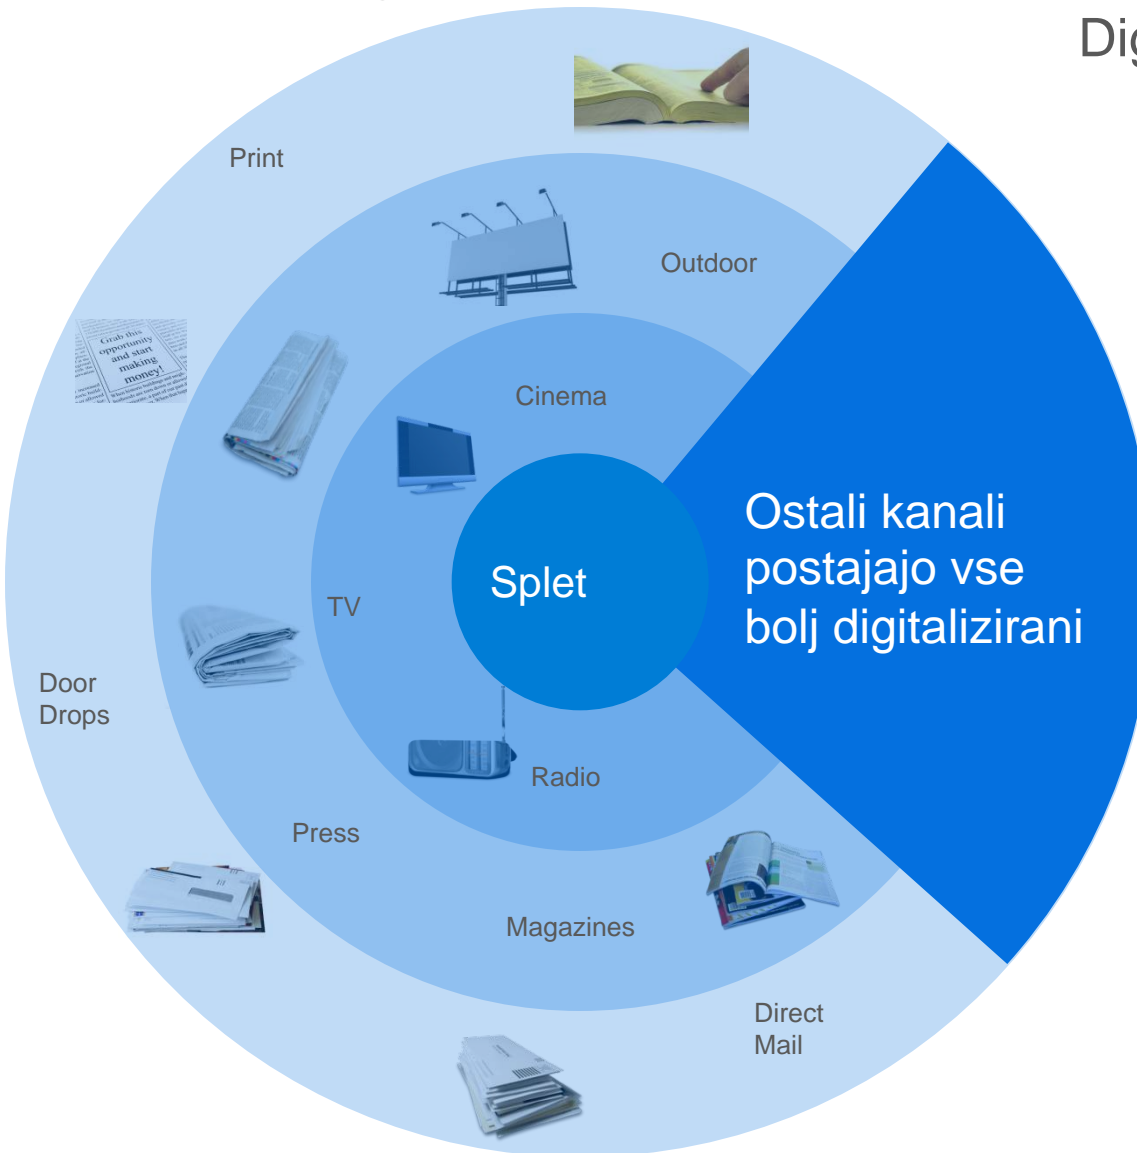 Dig
Print
Outdoor
Grab this
opportunity
and start
making
money!
Cinema
Ostali kanali
postajajo vse
bolj digitalizirani
Splet
TV
Door
Drops
Radio
Press
Magazines
Direct
Mail